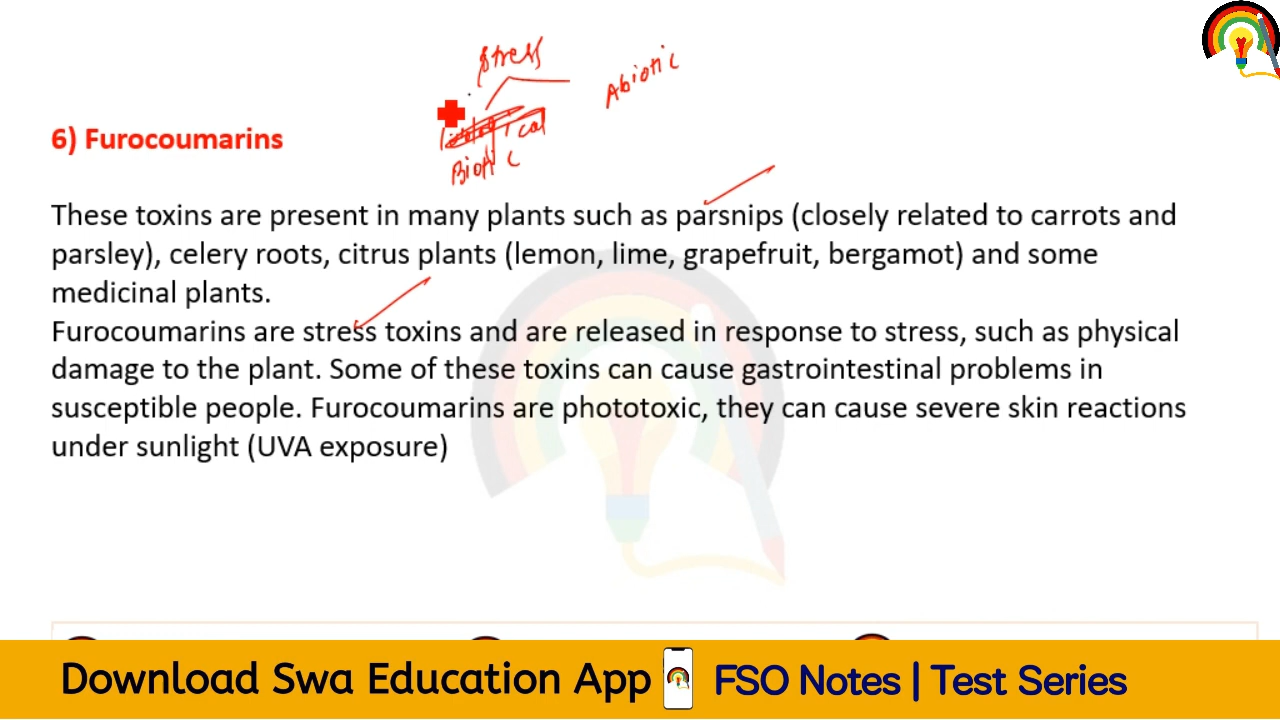 Stress
Abiotic
Biotic
6) Furocoumarins
These toxins are present in many plants such as parsnips (closely related to carrots and
parsley), celery roots, citrus plants (lemon, lime, grapefruit, bergamot) and some
medicinal plants.
Furocoumarins are stress toxins and are released in response to stress, such as physical
damage to the plant. Some of these toxins can cause gastrointestinal problems in
susceptible people. Furocoumarins are phototoxic, they can cause severe skin reactions
under sunlight (UVA exposure)
Download Swa Education App FSO Notes | Test Series